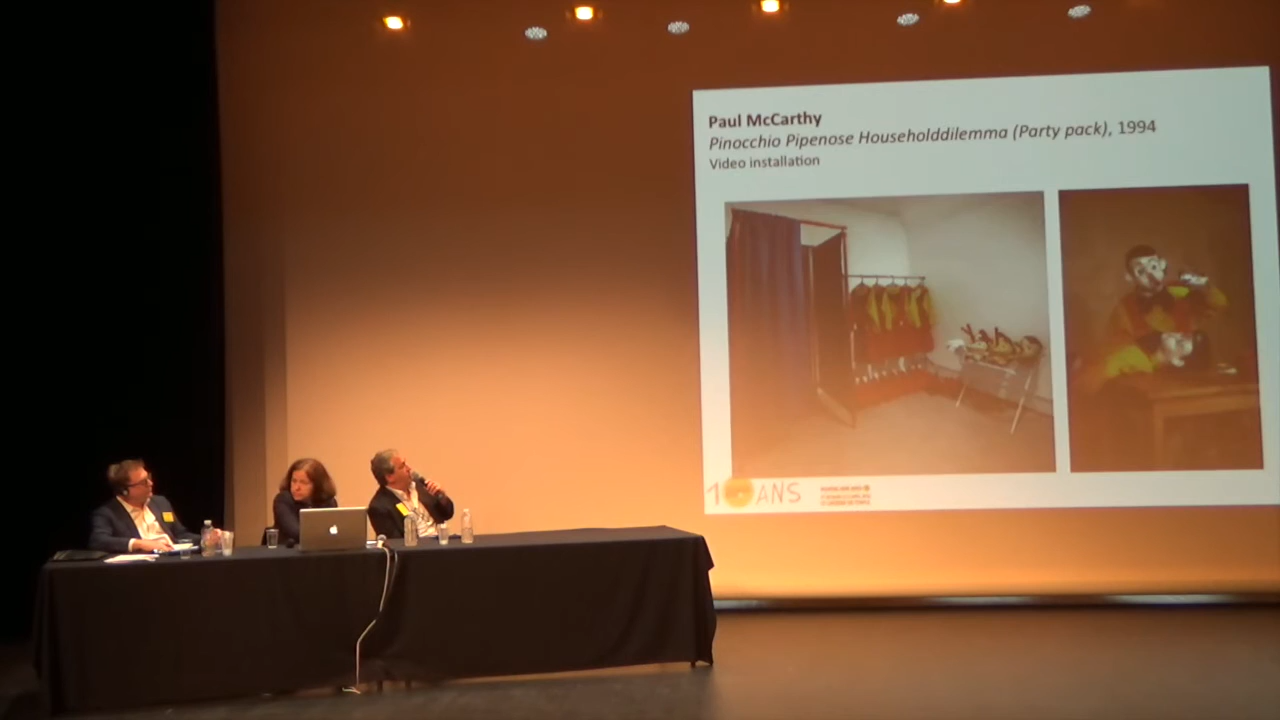 Paul McCarthy
Pinocchio Pipenose Householddilemma (Party pack), 1994
Video installation
10 ANS